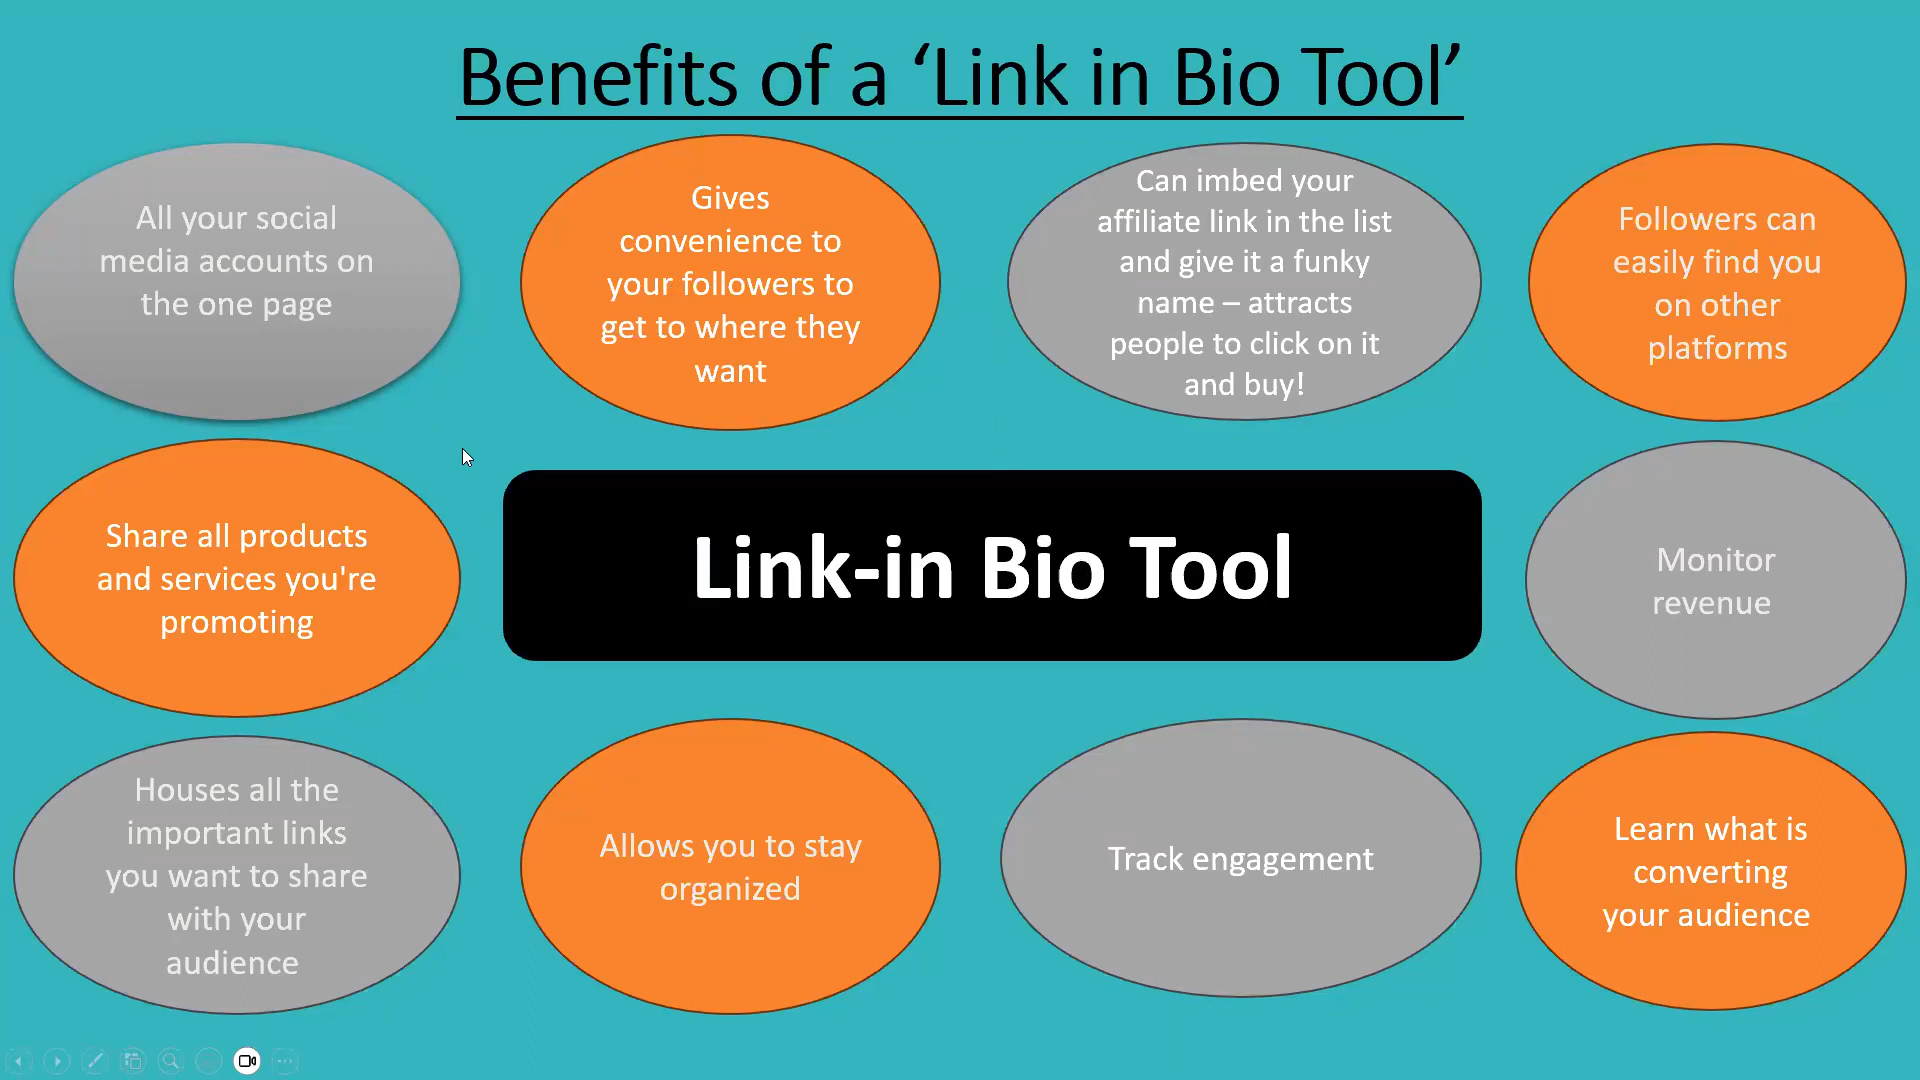 Benefits of a ‘Link in Bio Tool’
All your social
media accounts on
the one page
Gives
convenience to
your followers to
get to where they
want
Can imbed your
affiliate link in the list
and give it a funky
name – attracts
people to click on it
and buy!
Followers can
easily find you
on other
platforms
Share all products
and services you're
promoting
Link-in Bio Tool
Monitor
revenue
Houses all the
important links
you want to share
with your
audience
Allows you to stay
organized
Track engagement
Learn what is
converting
your audience